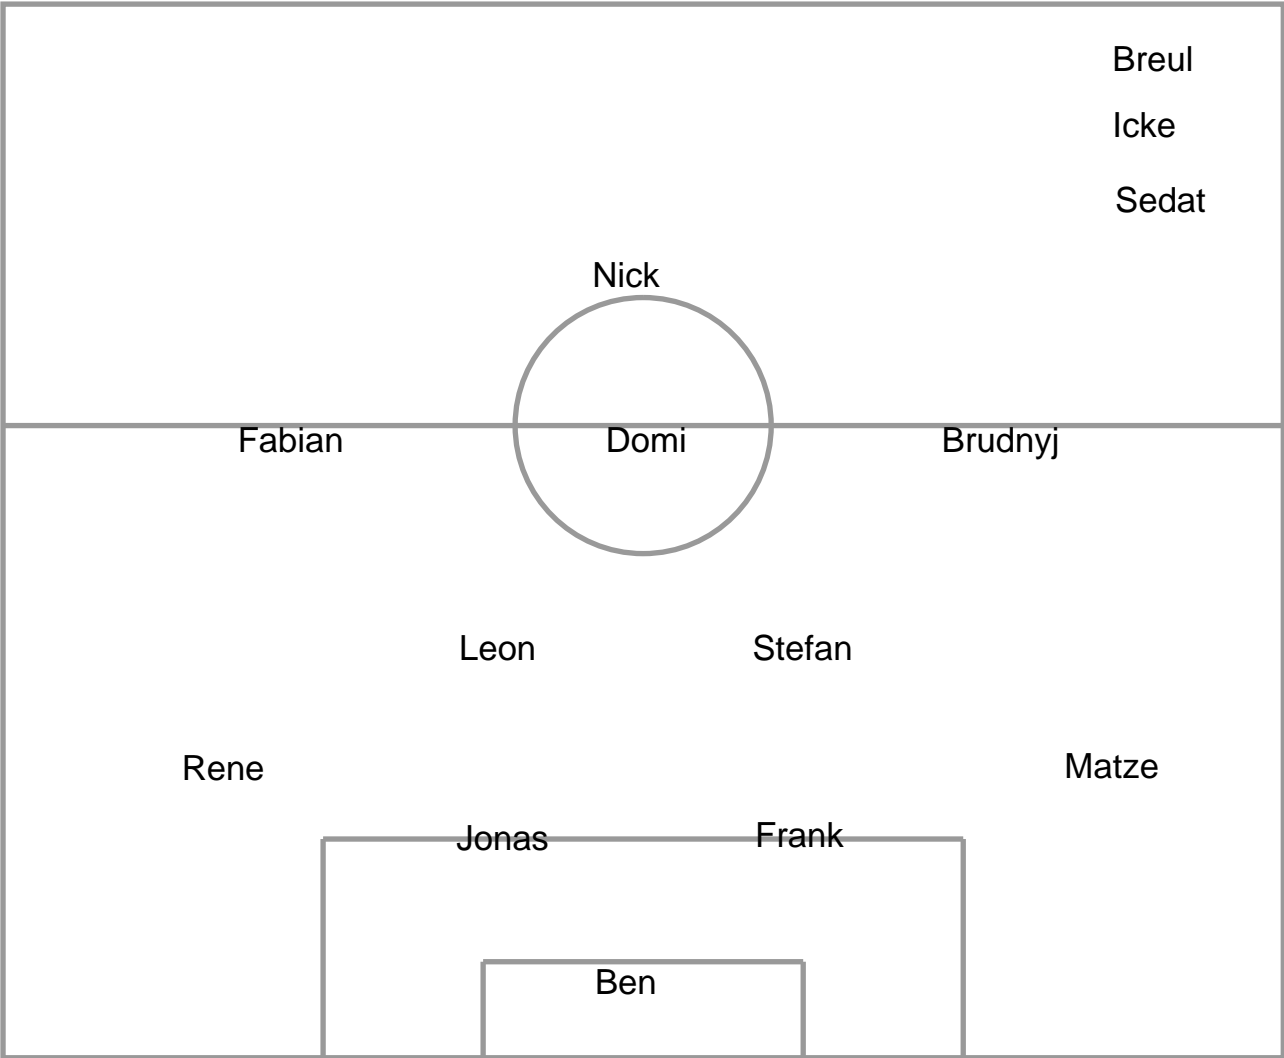 Breul
Icke
Sedat
Nick
Fabian Domi Brudnyj
Leon Stefan
Rene Matze
Jonas Frank
Ben